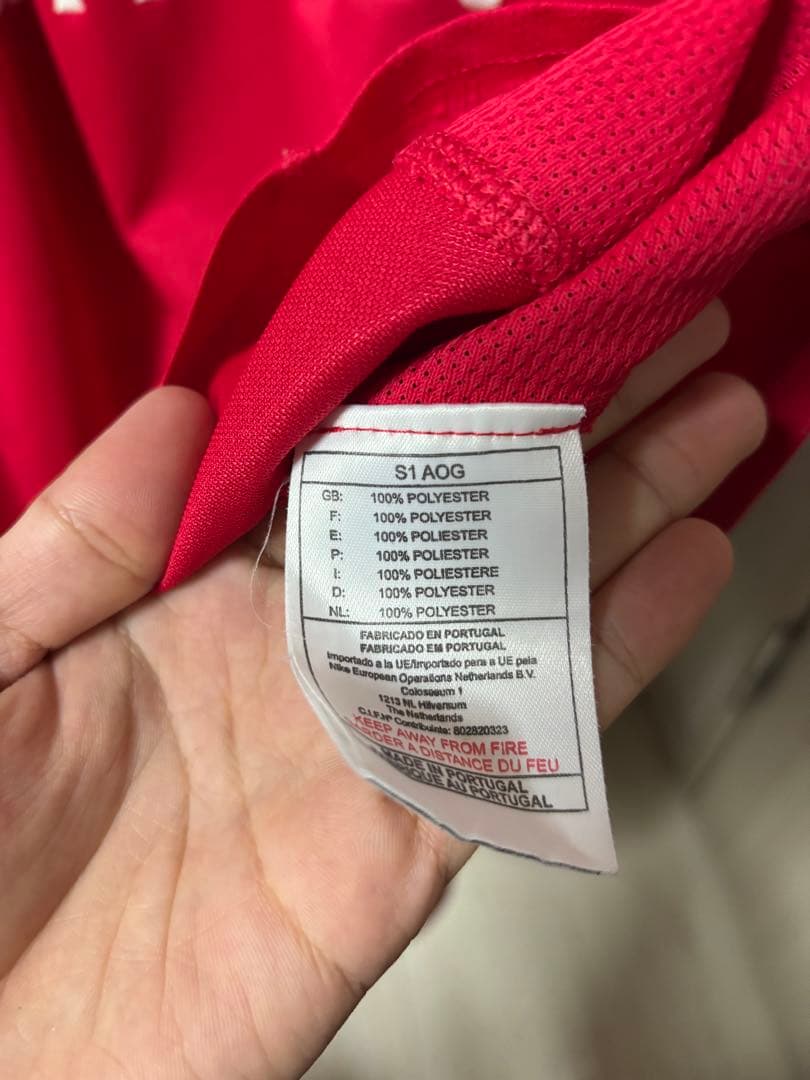 S1 AOG
GB: 100% POLYESTER
F: 100% POLYESTER
E: 100% POLIESTER
P: 100% POLIESTER
I: 100% POLIESTERE
D: 100% POLYESTER
NL: 100% POLYESTER
FABRICADO EN PORTUGAL
FABRICADO EM PORTUGAL
Importado a la UE/Importado para a UE pela
Nike European Operations Netherlands B.V.
Colosseum 1
1213 NL Hilversum
The Netherlands
C.I.F./Nº Contribuinte: 802820323
KEEP AWAY FROM FIRE
GARDER A DISTANCE DU FEU
MADE IN PORTUGAL
AU PORTUGAL